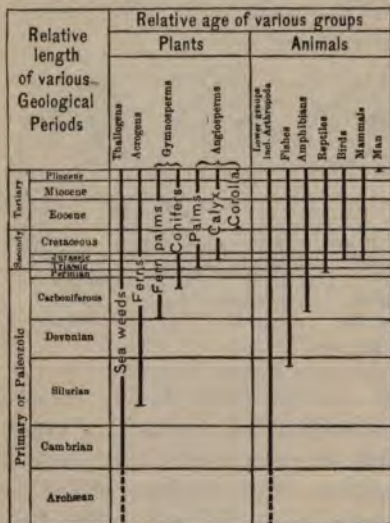 Relative length of various Geological Periods
Relative age of various groups
Plants
Animals
Thallogens
Acrogens
Gymnosperms
Angiosperms
Lower groups incl. Arthropoda
Fishes
Amphibians
Reptiles
Birds
Mammals
Man
Tertiary
Pliocene
Miocene
Eocene
Secondy
Cretaceous
Jurassic
Triassic
Primary or Paleozoic
Permian
Carboniferous
Devonian
Silurian
Cambrian
Archæan
Sea weeds
Ferns
Fern palms
Conifers
Palms
Calyx
Corolla